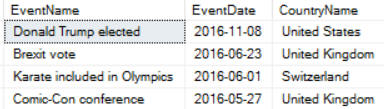 EventName EventDate CountryName
Donald Trump elected 2016-11-08 United States
Brexit vote 2016-06-23 United Kingdom
Karate included in Olympics 2016-06-01 Switzerland
Comic-Con conference 2016-05-27 United Kingdom